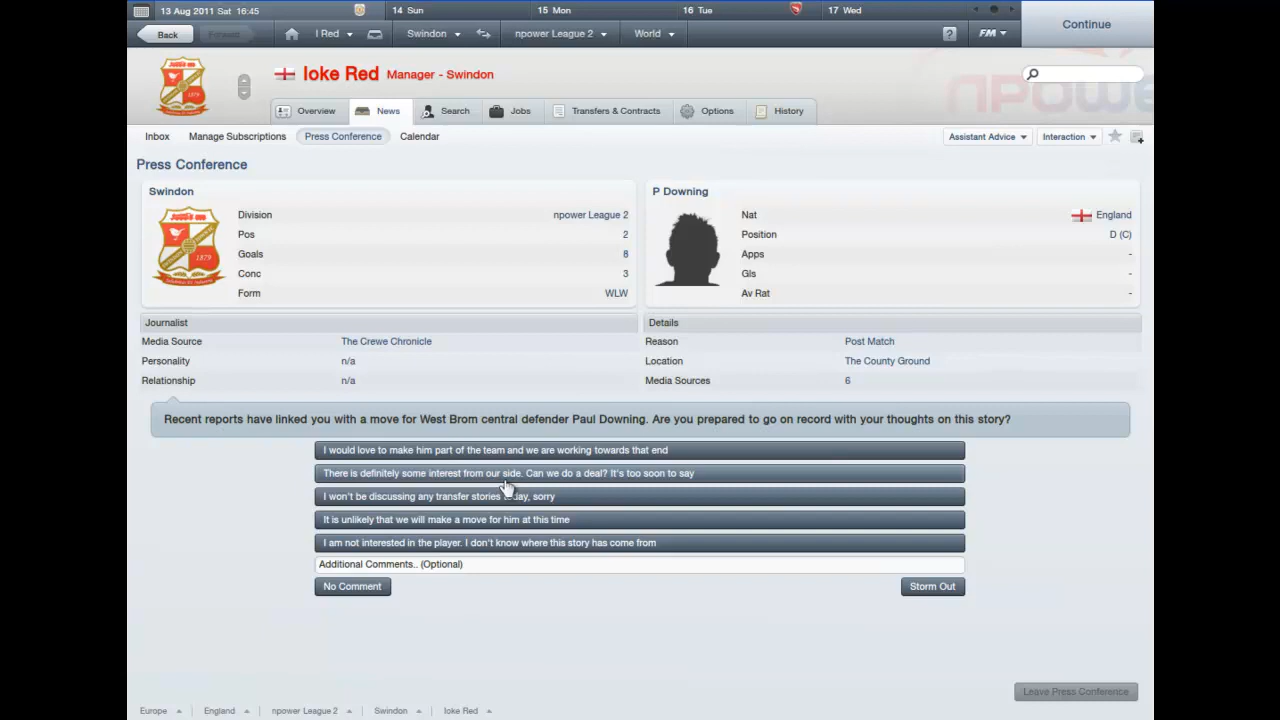 13 Aug 2011 Sat 16:45 14 Sun 15 Mon 16 Tue 17 Wed
Continue
Back Forward I Red Swindon npower League 2 World ? FM
Ioke Red Manager - Swindon
Overview News Search Jobs Transfers & Contracts Options History
Inbox Manage Subscriptions Press Conference Calendar Assistant Advice Interaction
Press Conference
Swindon P Downing
Division npower League 2 Nat England
Pos 2 Position D (C)
Goals 8 Apps -
Conc 3 Gls -
Form WLW Av Rat -
Journalist Details
Media Source The Crewe Chronicle Reason Post Match
Personality n/a Location The County Ground
Relationship n/a Media Sources 6
Recent reports have linked you with a move for West Brom central defender Paul Downing. Are you prepared to go on record with your thoughts on this story?
I would love to make him part of the team and we are working towards that end
There is definitely some interest from our side. Can we do a deal? It's too soon to say
I won't be discussing any transfer stories today, sorry
It is unlikely that we will make a move for him at this time
I am not interested in the player. I don't know where this story has come from
Additional Comments.. (Optional)
No Comment Storm Out
Leave Press Conference
Europe England npower League 2 Swindon Ioke Red